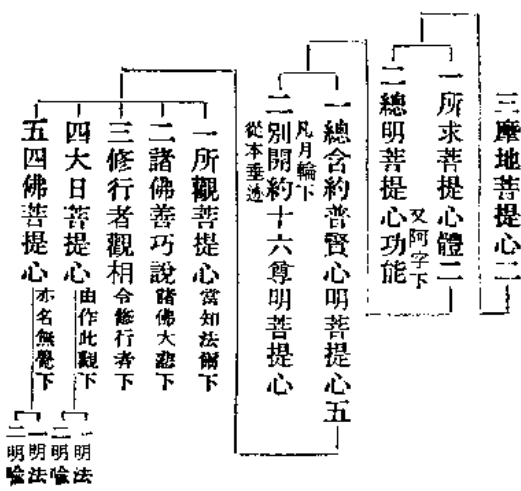 三摩地菩提心二
一所求菩提心體二
二總明菩提心功能 又阿字下
一總含約普賢心明菩提心五 凡月輪下
二別開約十六尊明菩提心 從本垂迹
一所觀菩提心 當知法爾下
二諸佛善巧說 諸佛大悲下
三修行者觀相 令修行者下
四大日菩提心 由作此觀下
一明法
二明喻
五四佛菩提心 亦名無覺下
一明法
二明喻